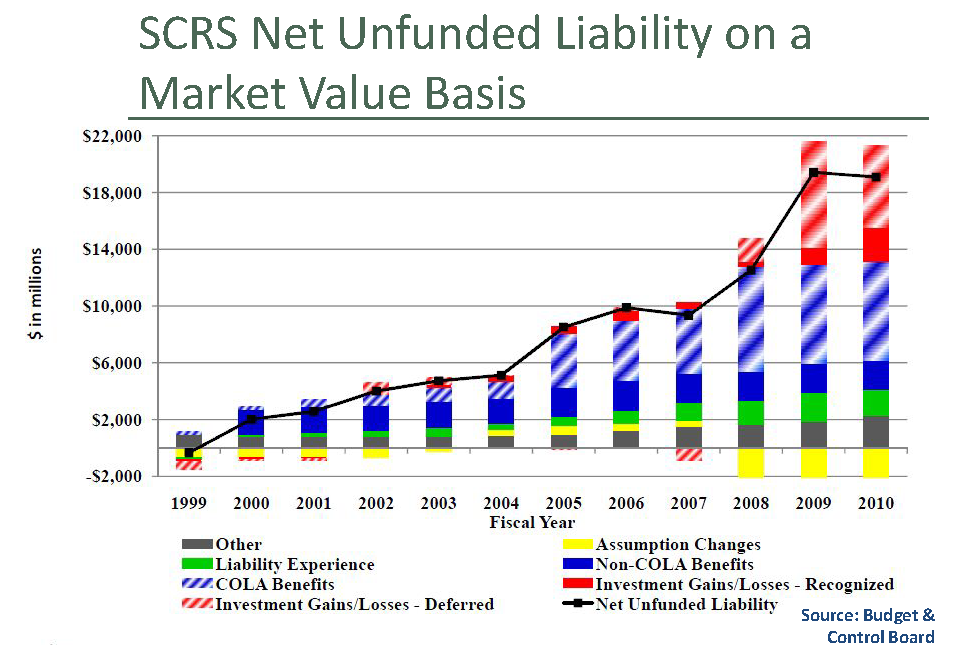 SCRS Net Unfunded Liability on a
Market Value Basis
$22,000
$18,000
$14,000
$10,000
$6,000
$2,000
-$2,000
$ in millions
1999 2000 2001 2002 2003 2004 2005 2006 2007 2008 2009 2010
Fiscal Year
Other
Assumption Changes
Liability Experience
Non-COLA Benefits
COLA Benefits
Investment Gains/Losses - Recognized
Investment Gains/Losses - Deferred
Net Unfunded Liability
Source: Budget &
Control Board